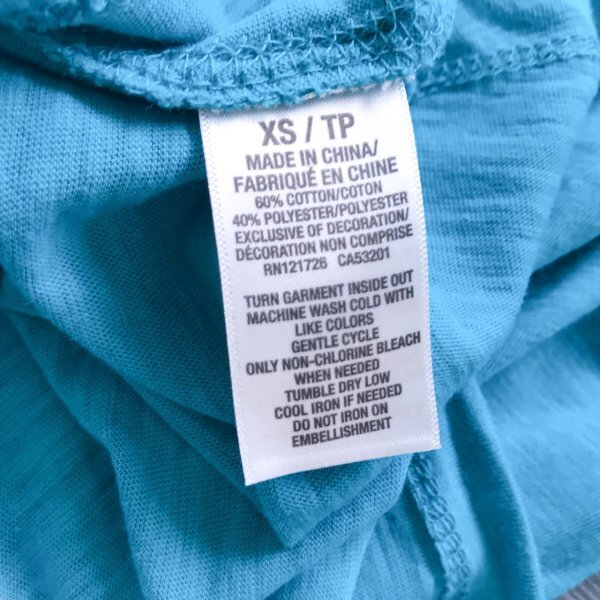 XS / TP
MADE IN CHINA/
FABRIQUÉ EN CHINE
60% COTTON/COTON
40% POLYESTER/POLYESTER
EXCLUSIVE OF DECORATION/
DÉCORATION NON COMPRISE
RN121726 CA53201
TURN GARMENT INSIDE OUT
MACHINE WASH COLD WITH
LIKE COLORS
GENTLE CYCLE
ONLY NON-CHLORINE BLEACH
WHEN NEEDED
TUMBLE DRY LOW
COOL IRON IF NEEDED
DO NOT IRON ON
EMBELLISHMENT